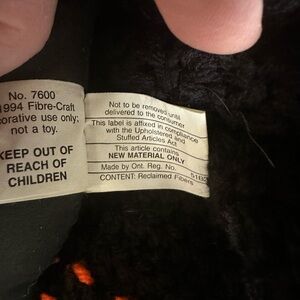 No. 7600
1994 Fibre-Craft
orative use only;
not a toy.
KEEP OUT OF
REACH OF
CHILDREN
Not to be removed until
delivered to the consumer
This label is affixed in compliance
with the Upholstered and
Stuffed Articles Act
This article contains
NEW MATERIAL ONLY
Made by Ont. Reg. No.
CONTENT: Reclaimed Fibers